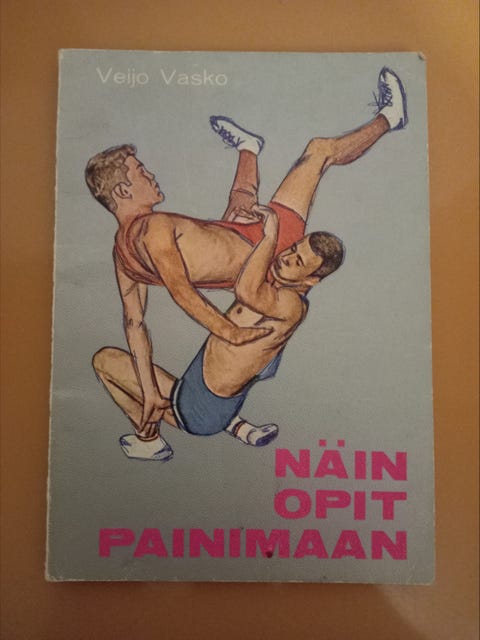 Veijo Vasko
NÄIN
OPIT
PAINIMAAN